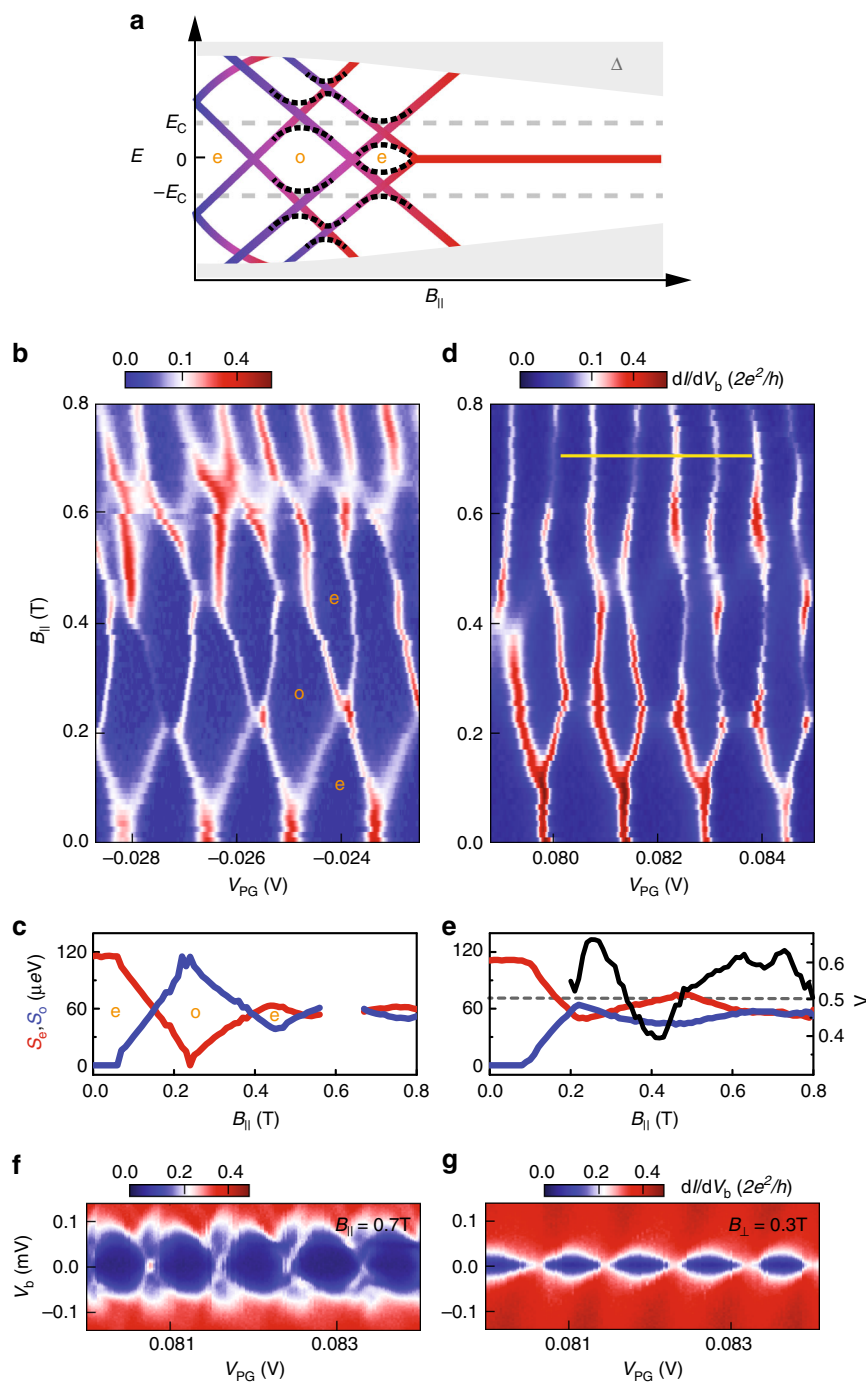 a
Δ
E_C
E 0 e o e
−E_C
B_||
b d
0.0 0.1 0.4 0.0 0.1 0.4 dI/dV_b (2e²/h)
0.8 0.8
0.6 0.6
e
B_|| (T) 0.4 0.4
o
0.2 0.2
e
0.0 0.0
−0.028 −0.026 −0.024 0.080 0.082 0.084
V_PG (V) V_PG (V)
c e
120 120
0.6
S_e, S_o (μeV) 60 e o e 60 0.5 V
0.4
0 0
0.0 0.2 0.4 0.6 0.8 0.0 0.2 0.4 0.6 0.8
B_|| (T) B_|| (T)
f g
0.0 0.2 0.4 0.0 0.2 0.4 dI/dV_b (2e²/h)
0.1 B_|| = 0.7T 0.1 B_⊥ = 0.3T
V_b (mV) 0.0 0.0
−0.1 −0.1
0.081 0.083 0.081 0.083
V_PG (V) V_PG (V)